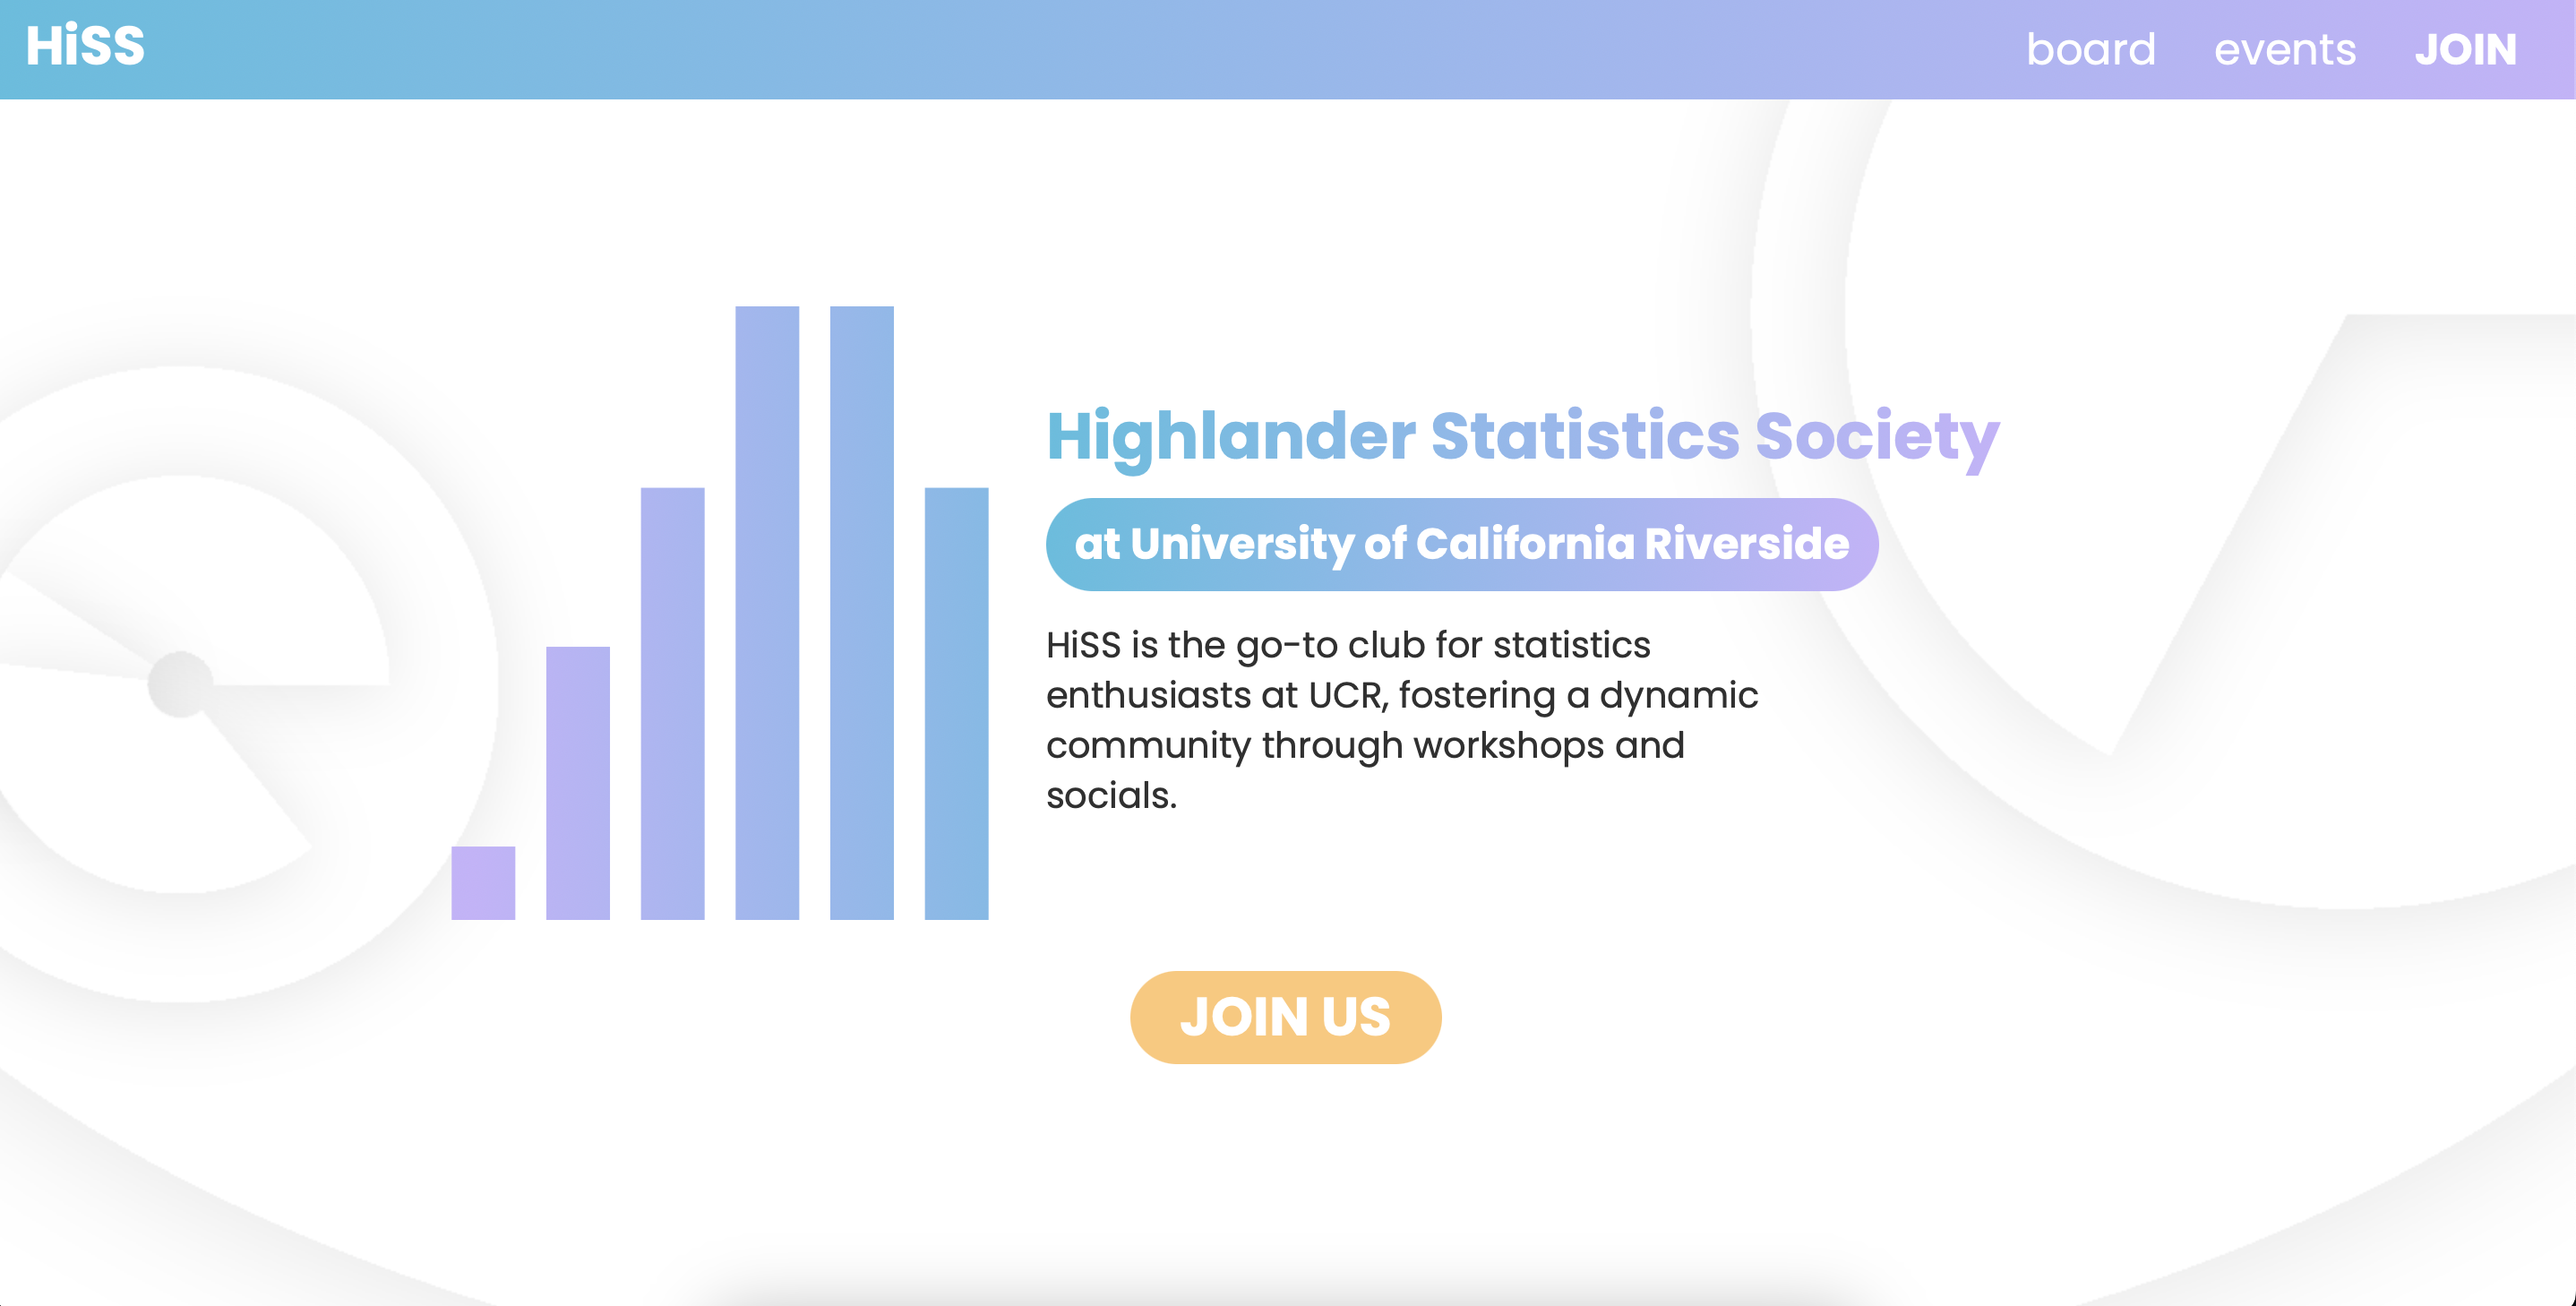 HiSS
board events JOIN
Highlander Statistics Society
at University of California Riverside
HiSS is the go-to club for statistics
enthusiasts at UCR, fostering a dynamic
community through workshops and
socials.
JOIN US